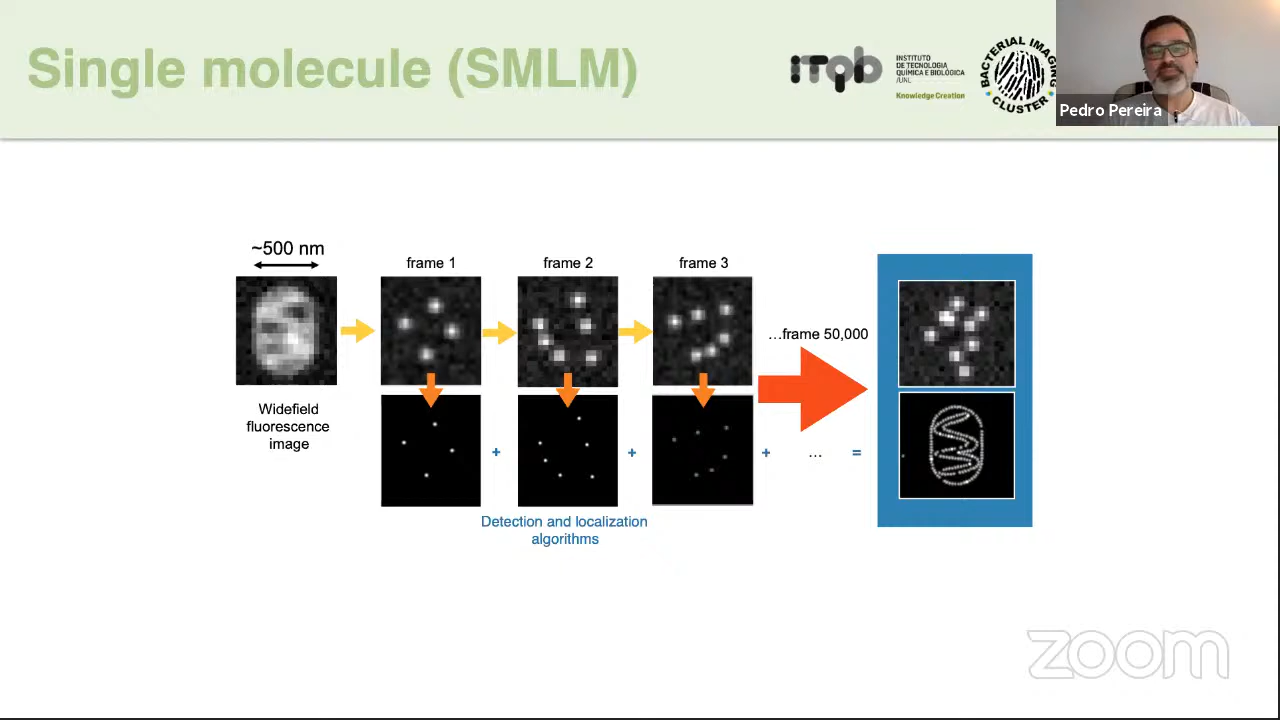 Single molecule (SMLM)
iTqb
INSTITUTO
DE TECNOLOGIA
QUÍMICA E BIOLÓGICA
/UNL
Knowledge Creation
BACTERIAL IMAGING
CLUSTER
Pedro Pereira
~500 nm
frame 1
frame 2
frame 3
...frame 50,000
Widefield
fluorescence
image
+
+
+
...
=
Detection and localization
algorithms
zoom